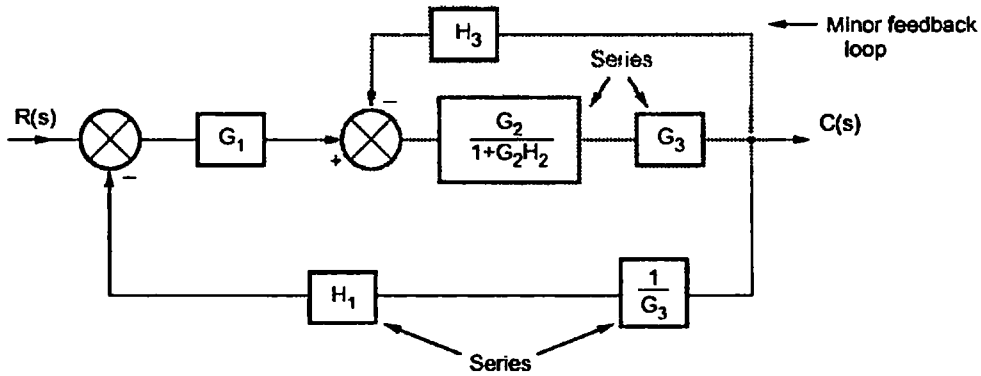 H3
Minor feedback
loop
Series
R(s)
−
G1
−
+
G2
1+G2H2
G3
C(s)
−
H1
1
G3
Series